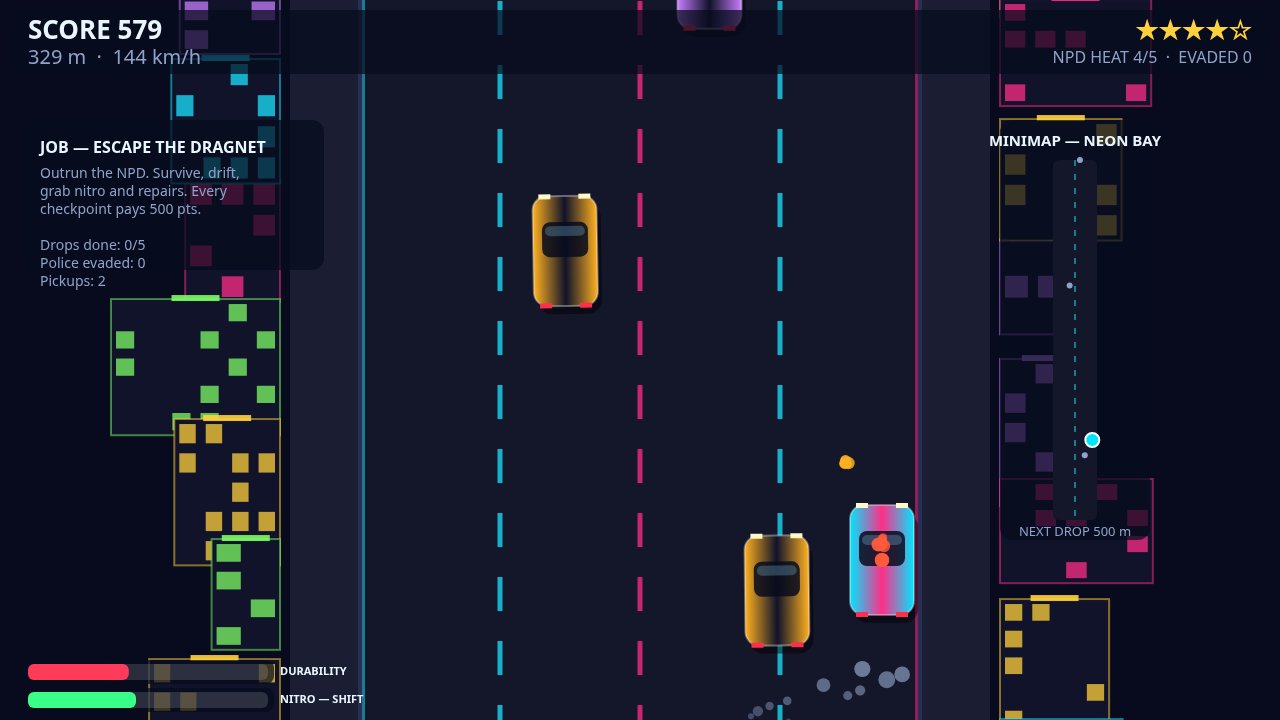 SCORE 579
329 m · 144 km/h
★★★★☆
NPD HEAT 4/5 · EVADED 0
JOB — ESCAPE THE DRAGNET
Outrun the NPD. Survive, drift,
grab nitro and repairs. Every
checkpoint pays 500 pts.
Drops done: 0/5
Police evaded: 0
Pickups: 2
MINIMAP — NEON BAY
NEXT DROP 500 m
DURABILITY
NITRO — SHIFT